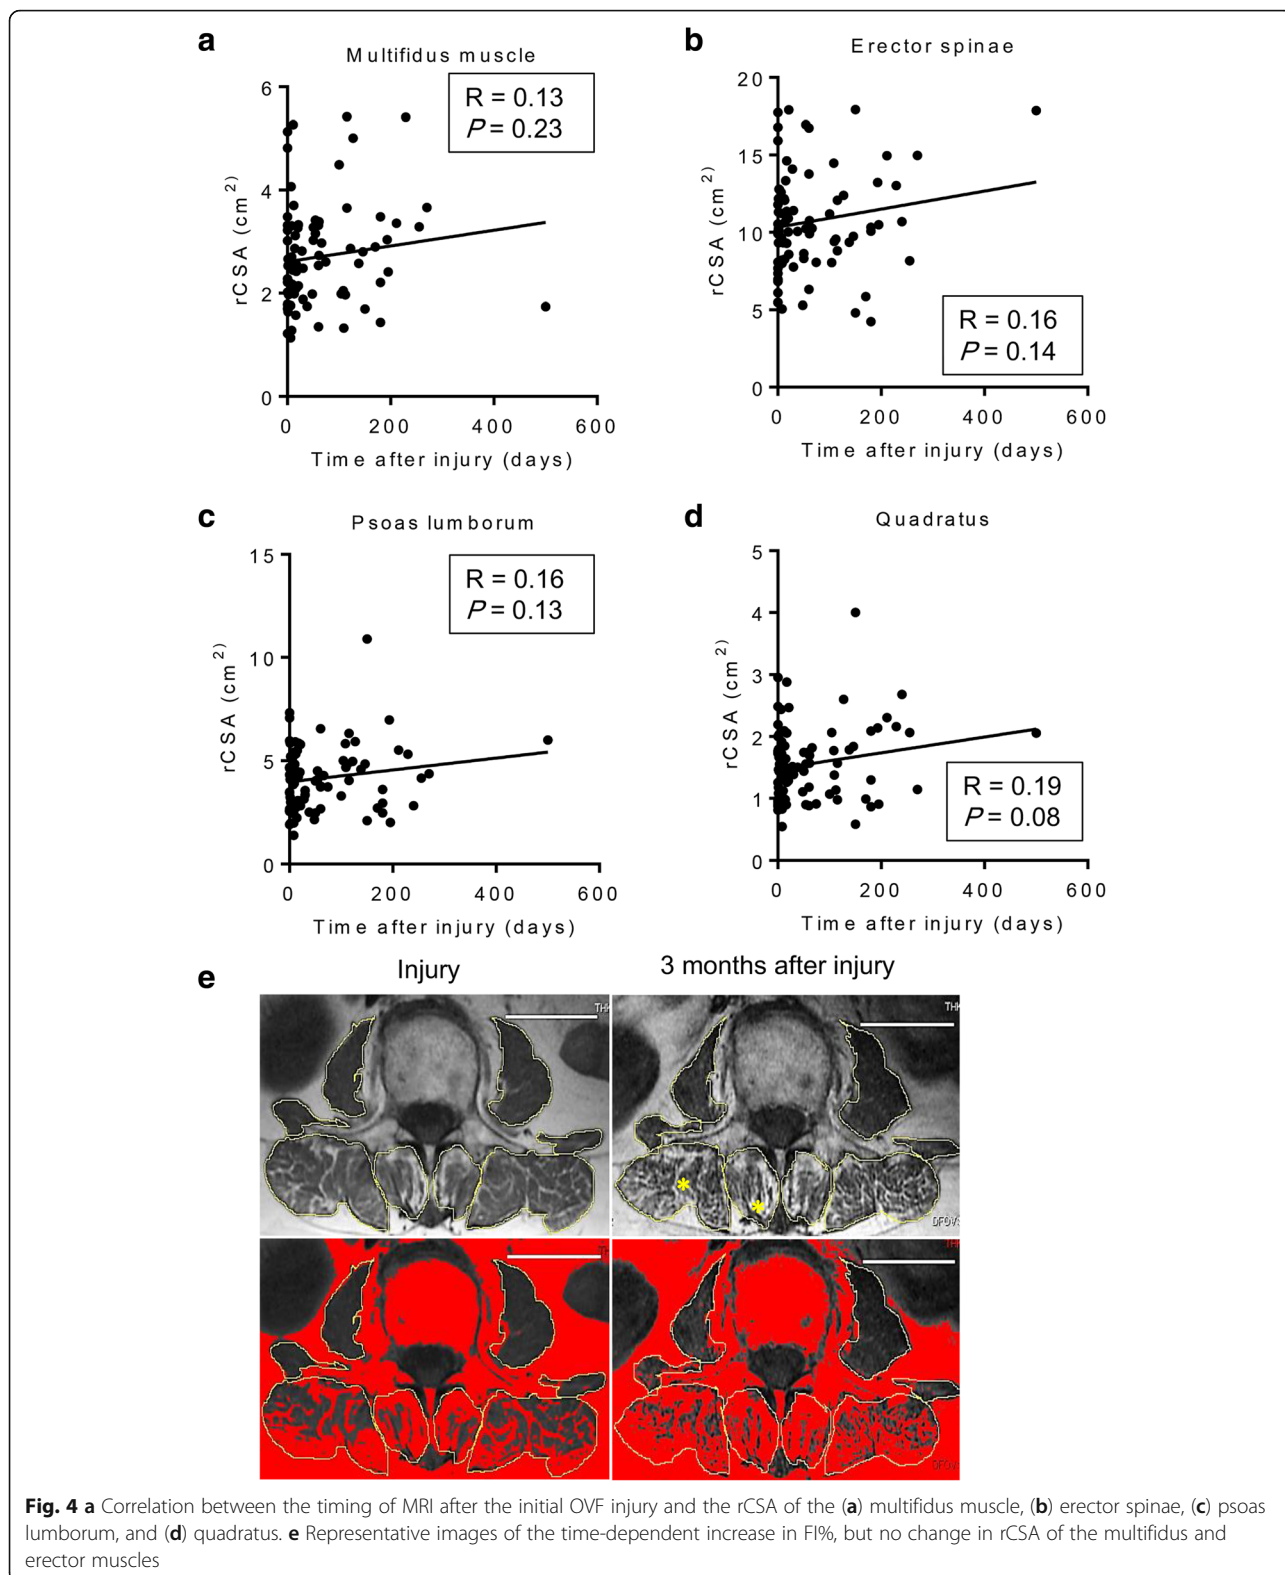 a
Multifidus muscle
R = 0.13
P = 0.23
6
4
2
0
rCSA (cm²)
0 200 400 600
Time after injury (days)
b
Erector spinae
20
15
10
5
0
rCSA (cm²)
R = 0.16
P = 0.14
0 200 400 600
Time after injury (days)
c
Psoas lumborum
R = 0.16
P = 0.13
15
10
5
0
rCSA (cm²)
0 200 400 600
Time after injury (days)
d
Quadratus
5
4
3
2
1
0
rCSA (cm²)
R = 0.19
P = 0.08
0 200 400 600
Time after injury (days)
e
Injury
3 months after injury
*
*
Fig. 4 a Correlation between the timing of MRI after the initial OVF injury and the rCSA of the (a) multifidus muscle, (b) erector spinae, (c) psoas
lumborum, and (d) quadratus. e Representative images of the time-dependent increase in FI%, but no change in rCSA of the multifidus and
erector muscles